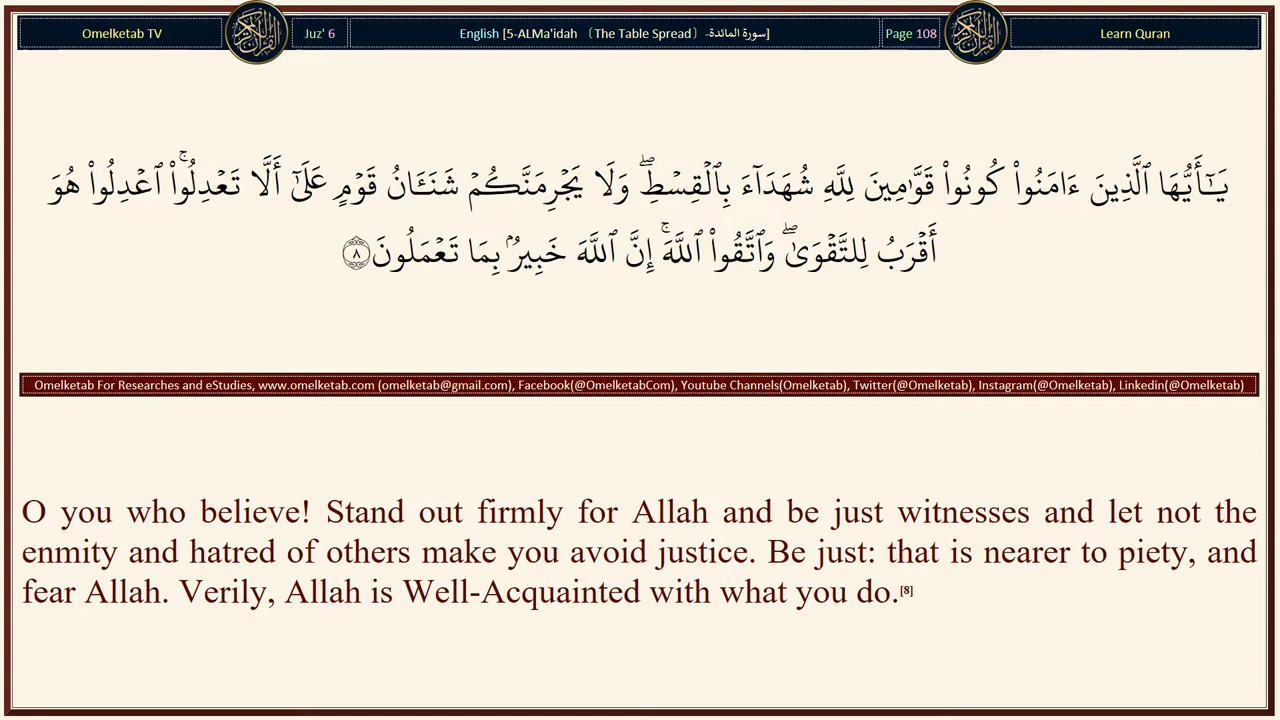 Omelketab TV
Juz' 6
English [5-ALMa'idah （The Table Spread）-سورة المائدة]
Page 108
Learn Quran
يَـٰٓأَيُّهَا ٱلَّذِينَ ءَامَنُوا۟ كُونُوا۟ قَوَّٰمِينَ لِلَّهِ شُهَدَآءَ بِٱلْقِسْطِ ۖ وَلَا يَجْرِمَنَّكُمْ شَنَـَٔانُ قَوْمٍ عَلَىٰٓ أَلَّا تَعْدِلُوا۟ ۚ ٱعْدِلُوا۟ هُوَ
أَقْرَبُ لِلتَّقْوَىٰ ۖ وَٱتَّقُوا۟ ٱللَّهَ ۚ إِنَّ ٱللَّهَ خَبِيرٌۢ بِمَا تَعْمَلُونَ ٨
Omelketab For Researches and eStudies, www.omelketab.com (omelketab@gmail.com), Facebook(@OmelketabCom), Youtube Channels(Omelketab), Twitter(@Omelketab), Instagram(@Omelketab), Linkedin(@Omelketab)
O you who believe! Stand out firmly for Allah and be just witnesses and let not the
enmity and hatred of others make you avoid justice. Be just: that is nearer to piety, and
fear Allah. Verily, Allah is Well-Acquainted with what you do.[8]